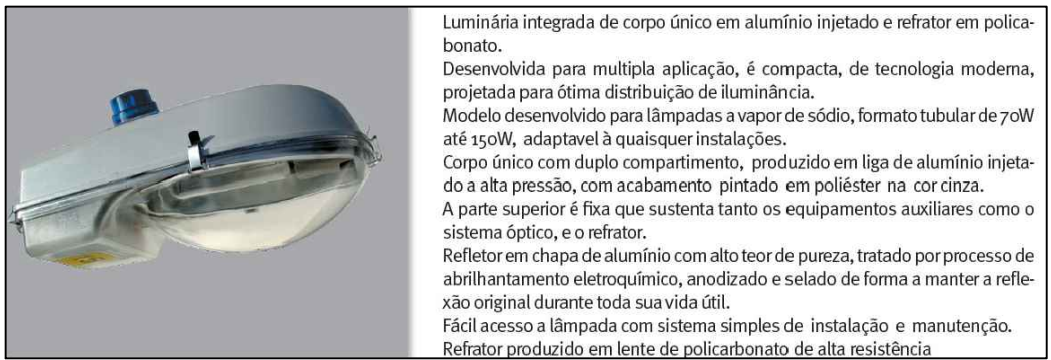 Luminária integrada de corpo único em alumínio injetado e refrator em polica-
bonato.
Desenvolvida para multipla aplicação, é compacta, de tecnologia moderna,
projetada para ótima distribuição de iluminância.
Modelo desenvolvido para lâmpadas a vapor de sódio, formato tubular de 70W
até 150W, adaptavel à quaisquer instalações.
Corpo único com duplo compartimento, produzido em liga de alumínio injeta-
do a alta pressão, com acabamento pintado em poliéster na cor cinza.
A parte superior é fixa que sustenta tanto os equipamentos auxiliares como o
sistema óptico, e o refrator.
Refletor em chapa de alumínio com alto teor de pureza, tratado por processo de
abrilhantamento eletroquímico, anodizado e selado de forma a manter a refle-
xão original durante toda sua vida útil.
Fácil acesso a lâmpada com sistema simples de instalação e manutenção.
Refrator produzido em lente de policarbonato de alta resistência